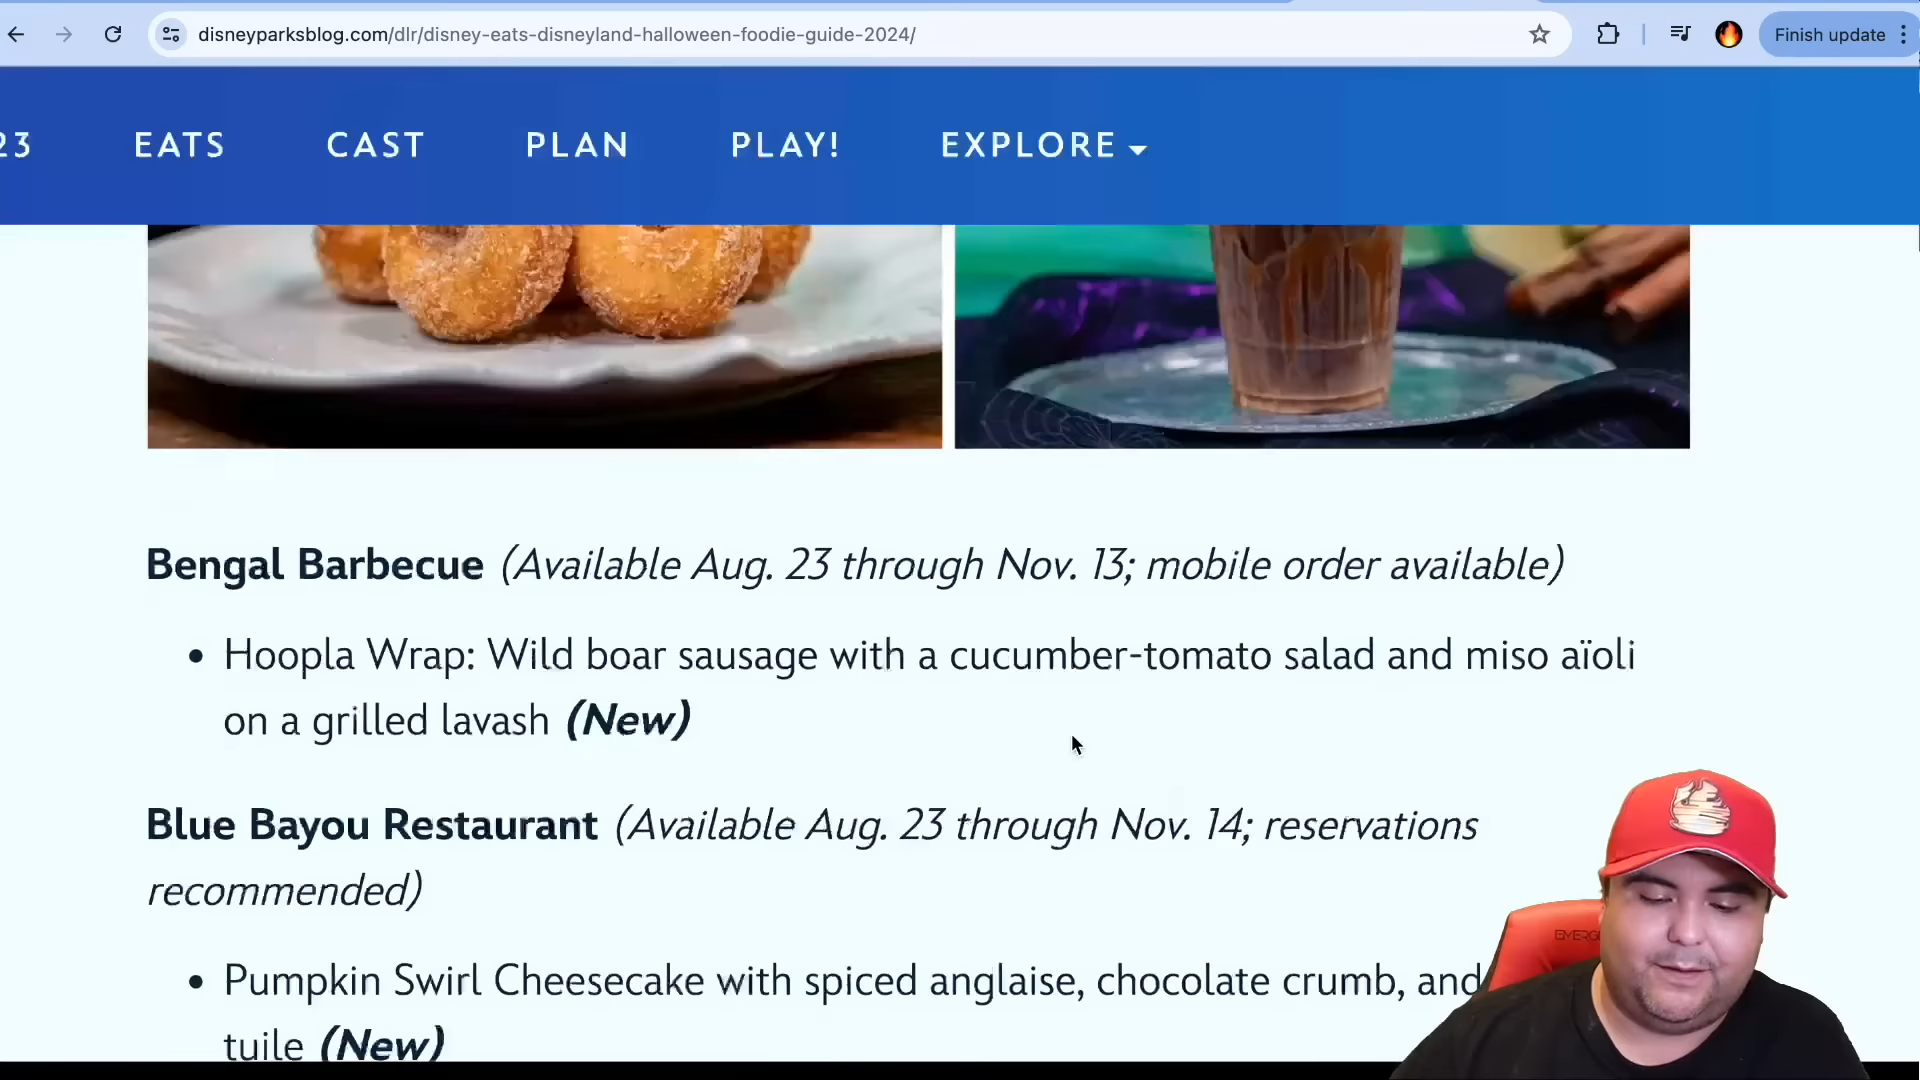 disneyparksblog.com/dlr/disney-eats-disneyland-halloween-foodie-guide-2024/
Finish update
23 EATS CAST PLAN PLAY! EXPLORE
Bengal Barbecue (Available Aug. 23 through Nov. 13; mobile order available)
• Hoopla Wrap: Wild boar sausage with a cucumber-tomato salad and miso aïoli
on a grilled lavash (New)
Blue Bayou Restaurant (Available Aug. 23 through Nov. 14; reservations
recommended)
• Pumpkin Swirl Cheesecake with spiced anglaise, chocolate crumb, and
tuile (New)